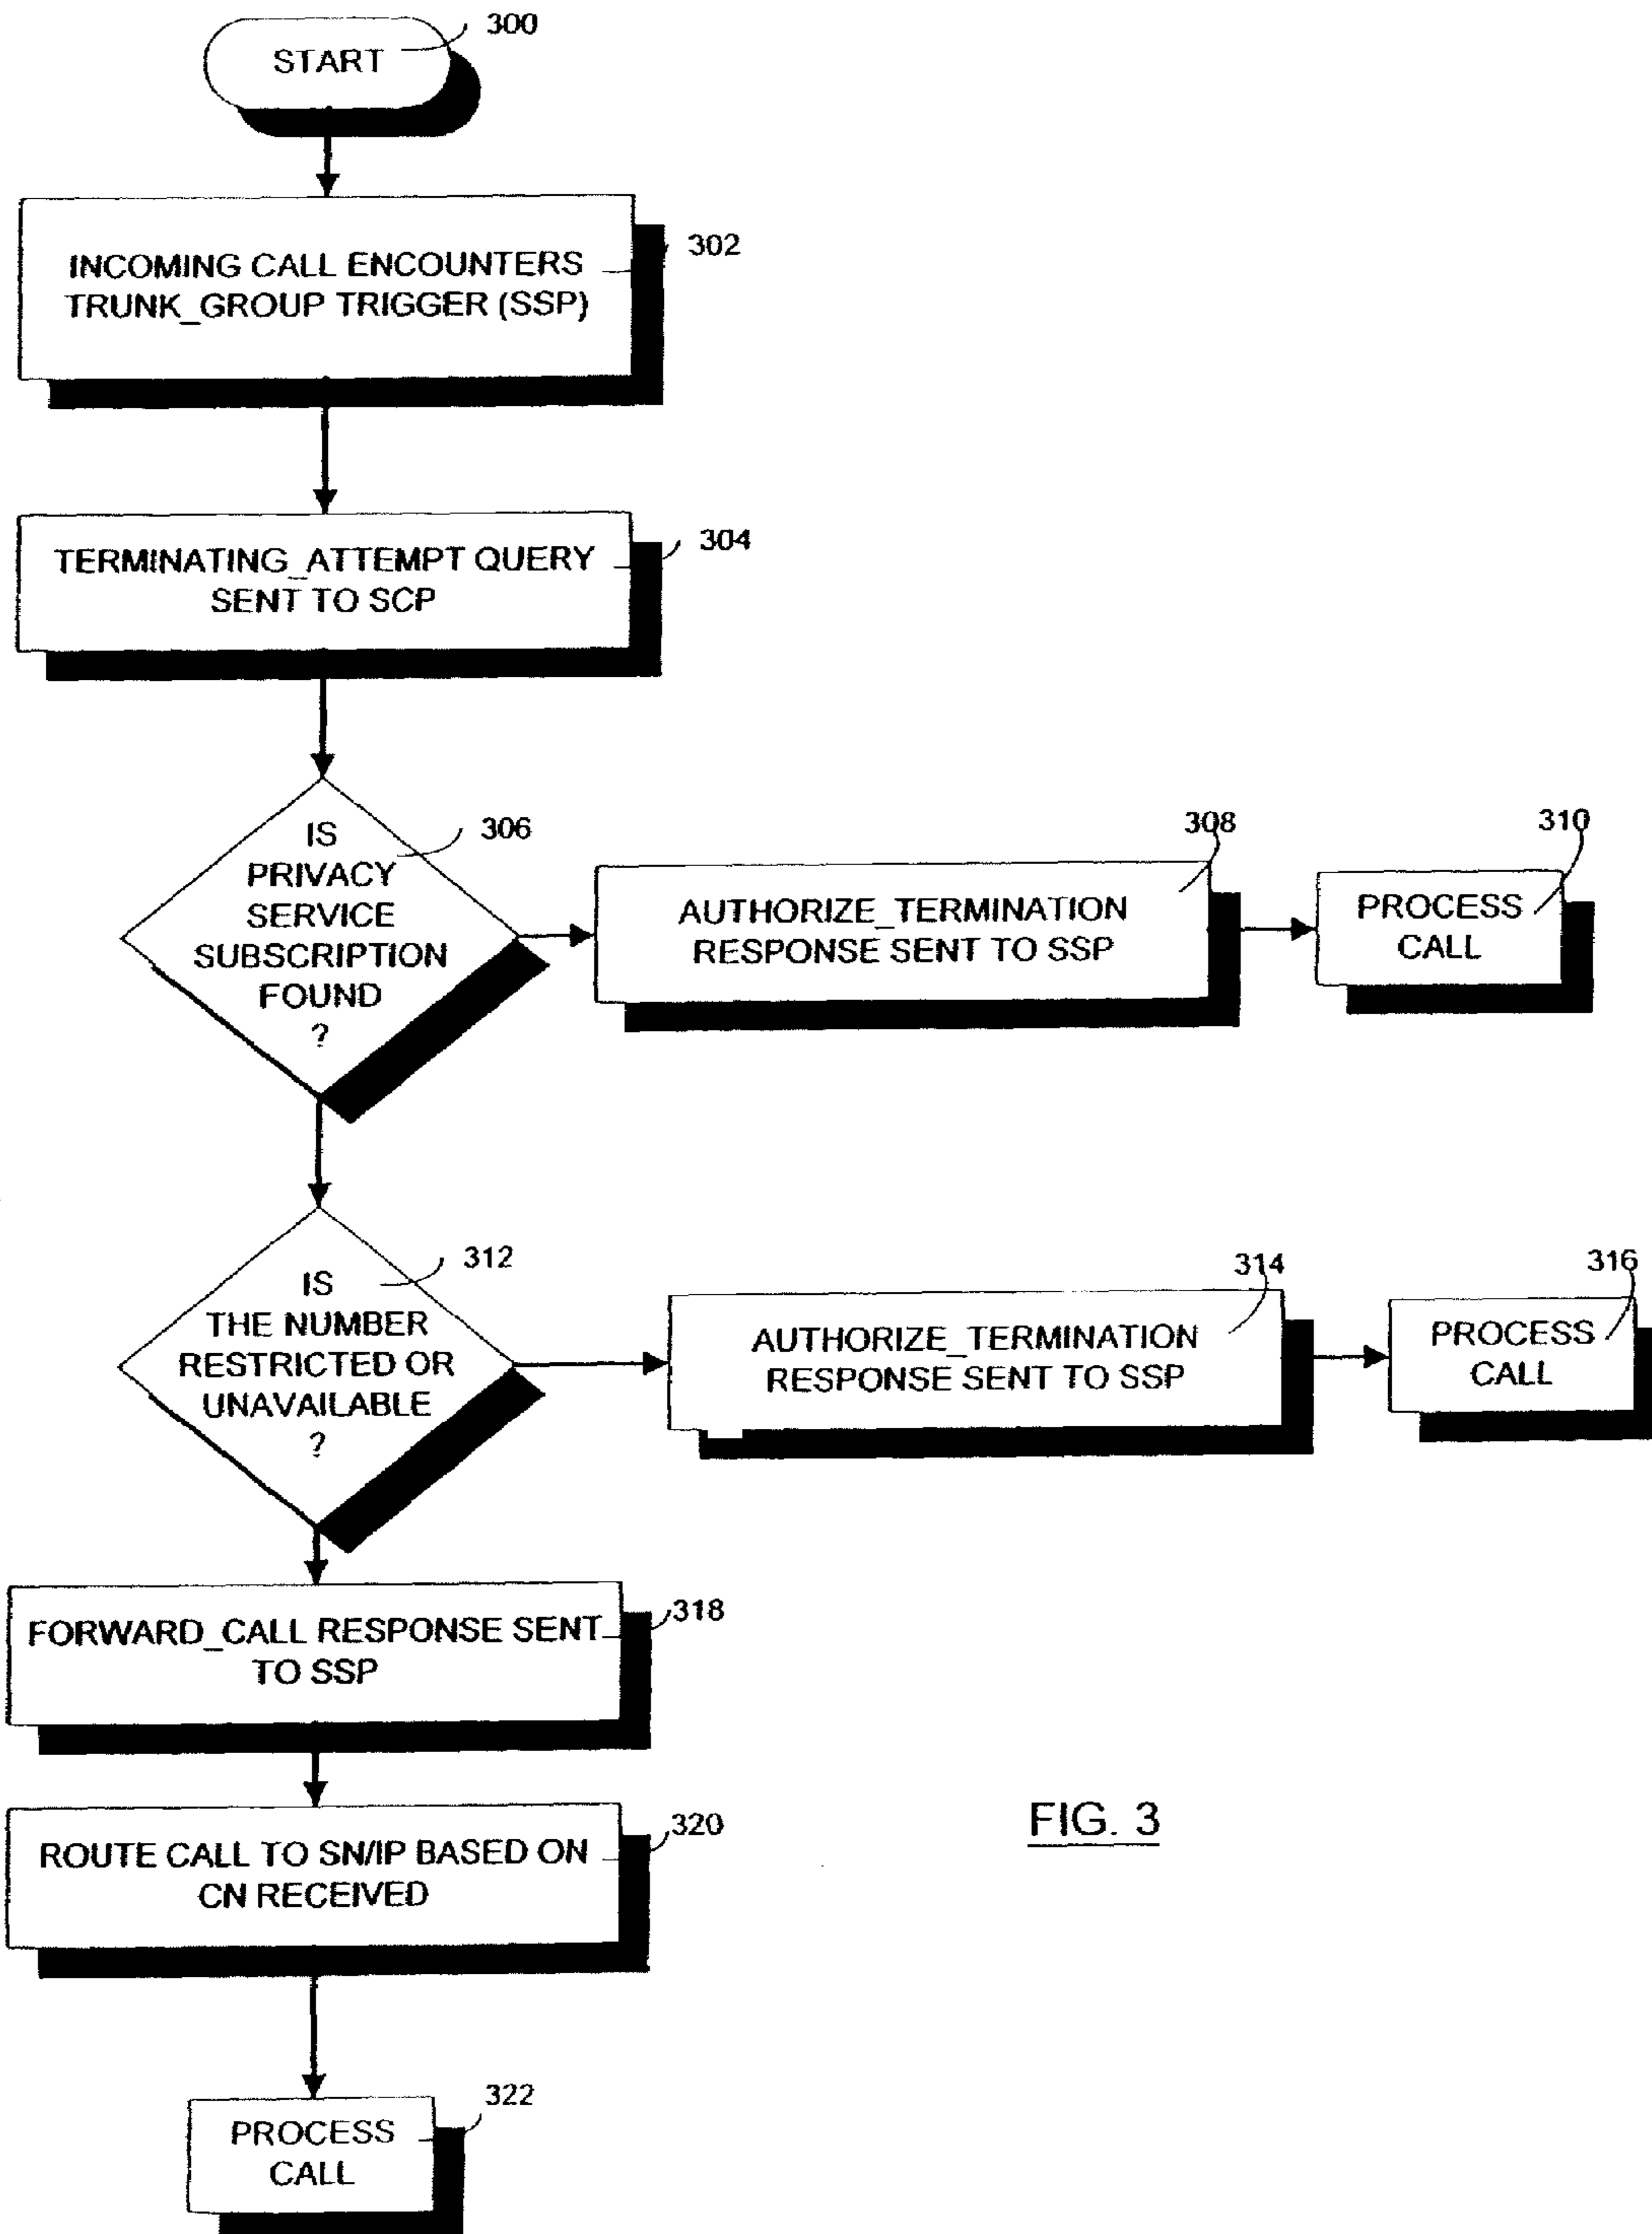 300
START
302
INCOMING CALL ENCOUNTERS
TRUNK_GROUP TRIGGER (SSP)
304
TERMINATING_ATTEMPT QUERY
SENT TO SCP
306
IS
PRIVACY
SERVICE
SUBSCRIPTION
FOUND
?
308
AUTHORIZE_TERMINATION
RESPONSE SENT TO SSP
310
PROCESS
CALL
312
IS
THE NUMBER
RESTRICTED OR
UNAVAILABLE
?
314
AUTHORIZE_TERMINATION
RESPONSE SENT TO SSP
316
PROCESS
CALL
318
FORWARD_CALL RESPONSE SENT
TO SSP
320
ROUTE CALL TO SN/IP BASED ON
CN RECEIVED
FIG. 3
322
PROCESS
CALL